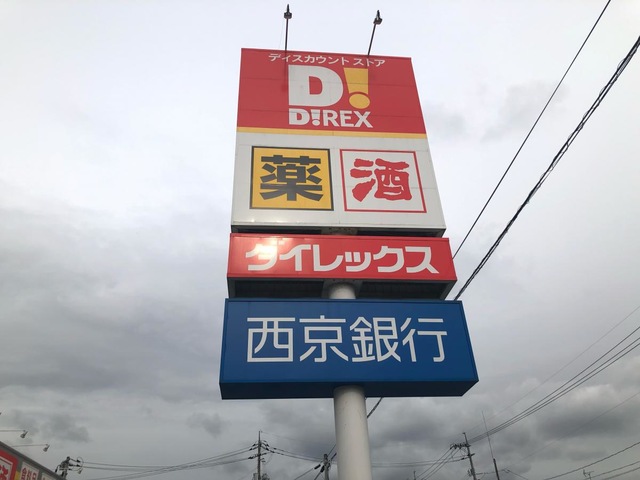 ディスカウントストア
D!
D!REX
薬 酒
ダイレックス
西京銀行